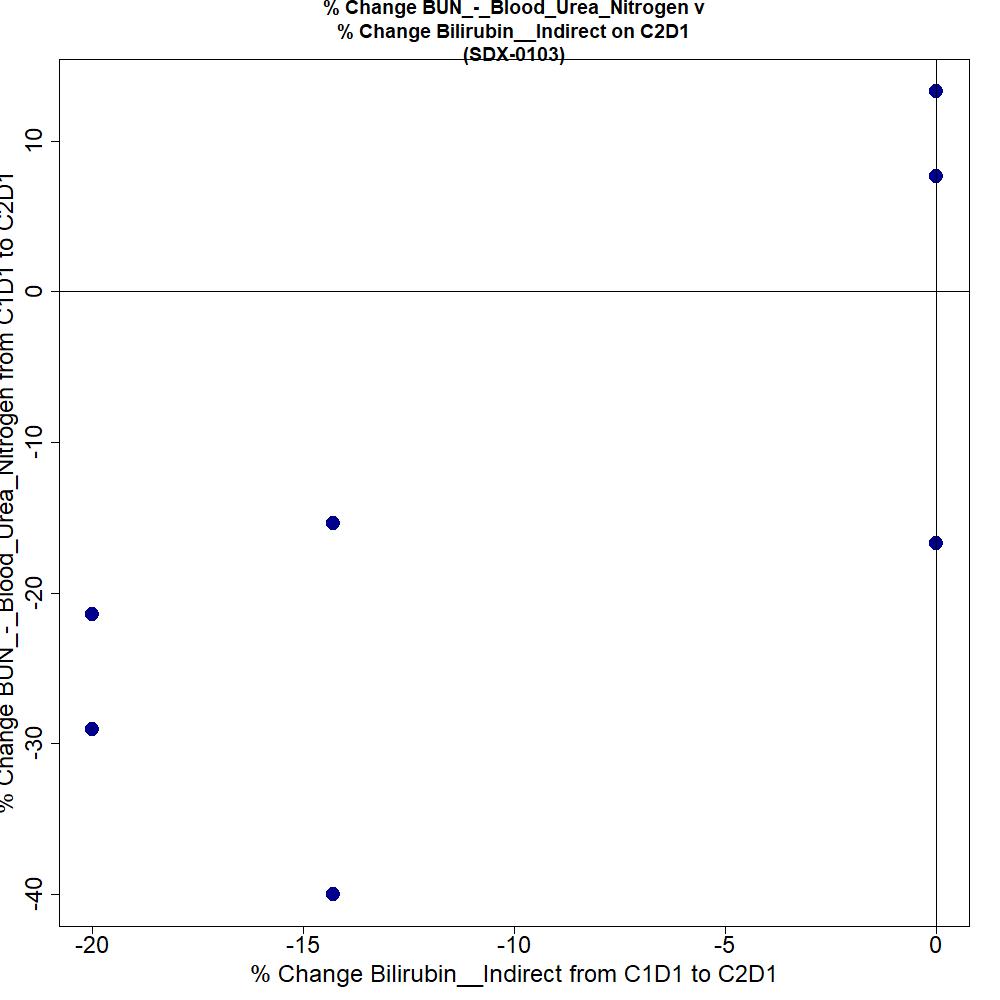 % Change BUN_-_Blood_Urea_Nitrogen v
% Change Bilirubin__Indirect on C2D1
(SDX-0103)
% Change BUN_-_Blood_Urea_Nitrogen from C1D1 to C2D1
10
0
-10
-20
-30
-40
-20 -15 -10 -5 0
% Change Bilirubin__Indirect from C1D1 to C2D1